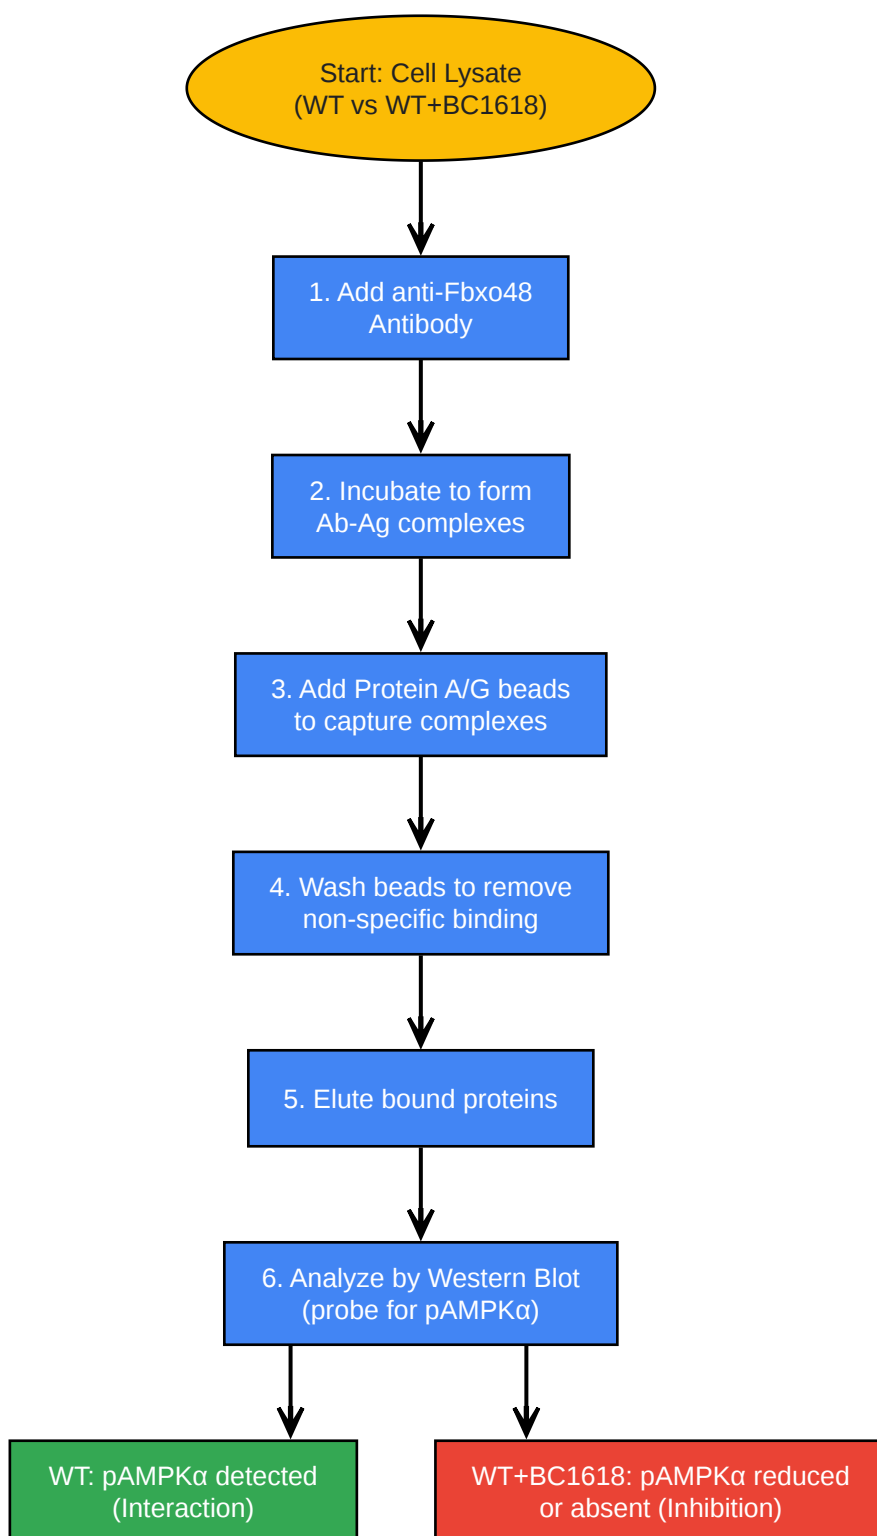 Start: Cell Lysate
(WT vs WT+BC1618)
1. Add anti-Fbxo48
Antibody
2. Incubate to form
Ab-Ag complexes
3. Add Protein A/G beads
to capture complexes
4. Wash beads to remove
non-specific binding
5. Elute bound proteins
6. Analyze by Western Blot
(probe for pAMPKα)
WT: pAMPKα detected
(Interaction)
WT+BC1618: pAMPKα reduced
or absent (Inhibition)